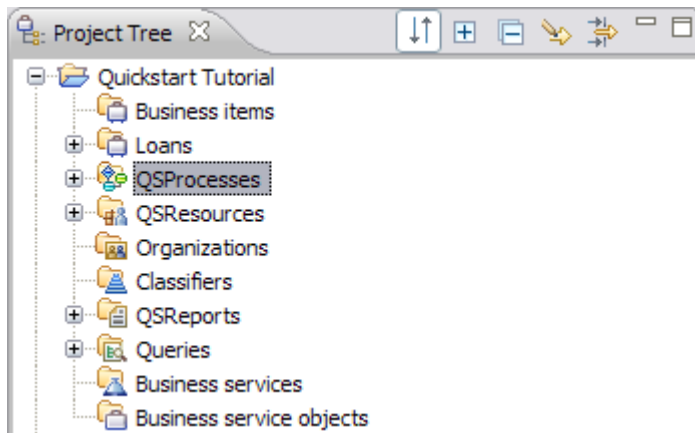 Project Tree
Quickstart Tutorial
Business items
Loans
QSProcesses
QSResources
Organizations
Classifiers
QSReports
Queries
Business services
Business service objects